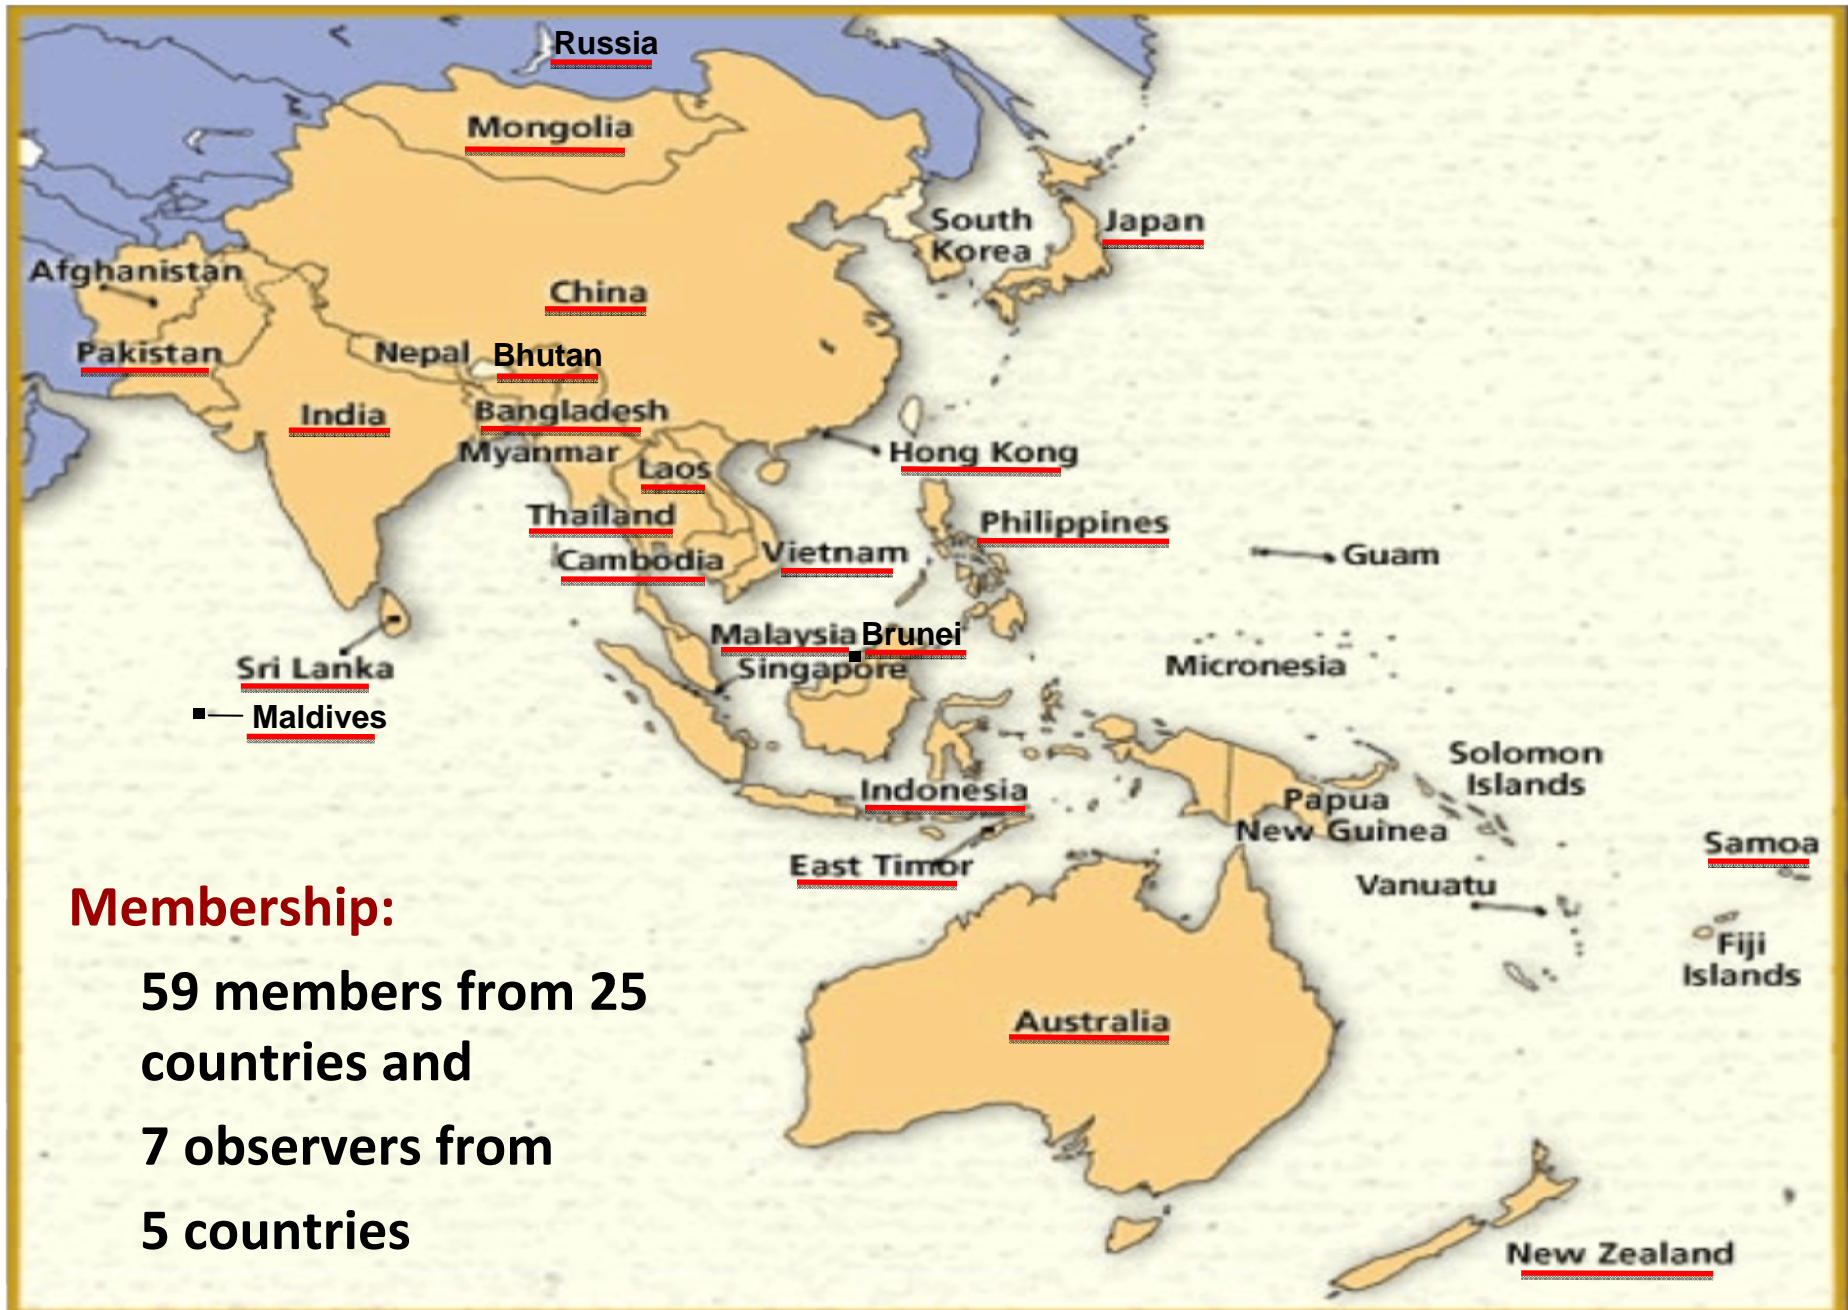 Russia
Mongolia
South
Korea
Japan
Afghanistan
China
Pakistan
Nepal
Bhutan
India
Bangladesh
Myanmar
Laos
Hong Kong
Thailand
Philippines
Cambodia
Vietnam
Guam
Malaysia
Brunei
Sri Lanka
Singapore
Micronesia
Maldives
Solomon
Islands
Indonesia
Papua
New Guinea
Samoa
East Timor
Vanuatu
Fiji
Islands
Membership:
59 members from 25
countries and
7 observers from
5 countries
Australia
New Zealand